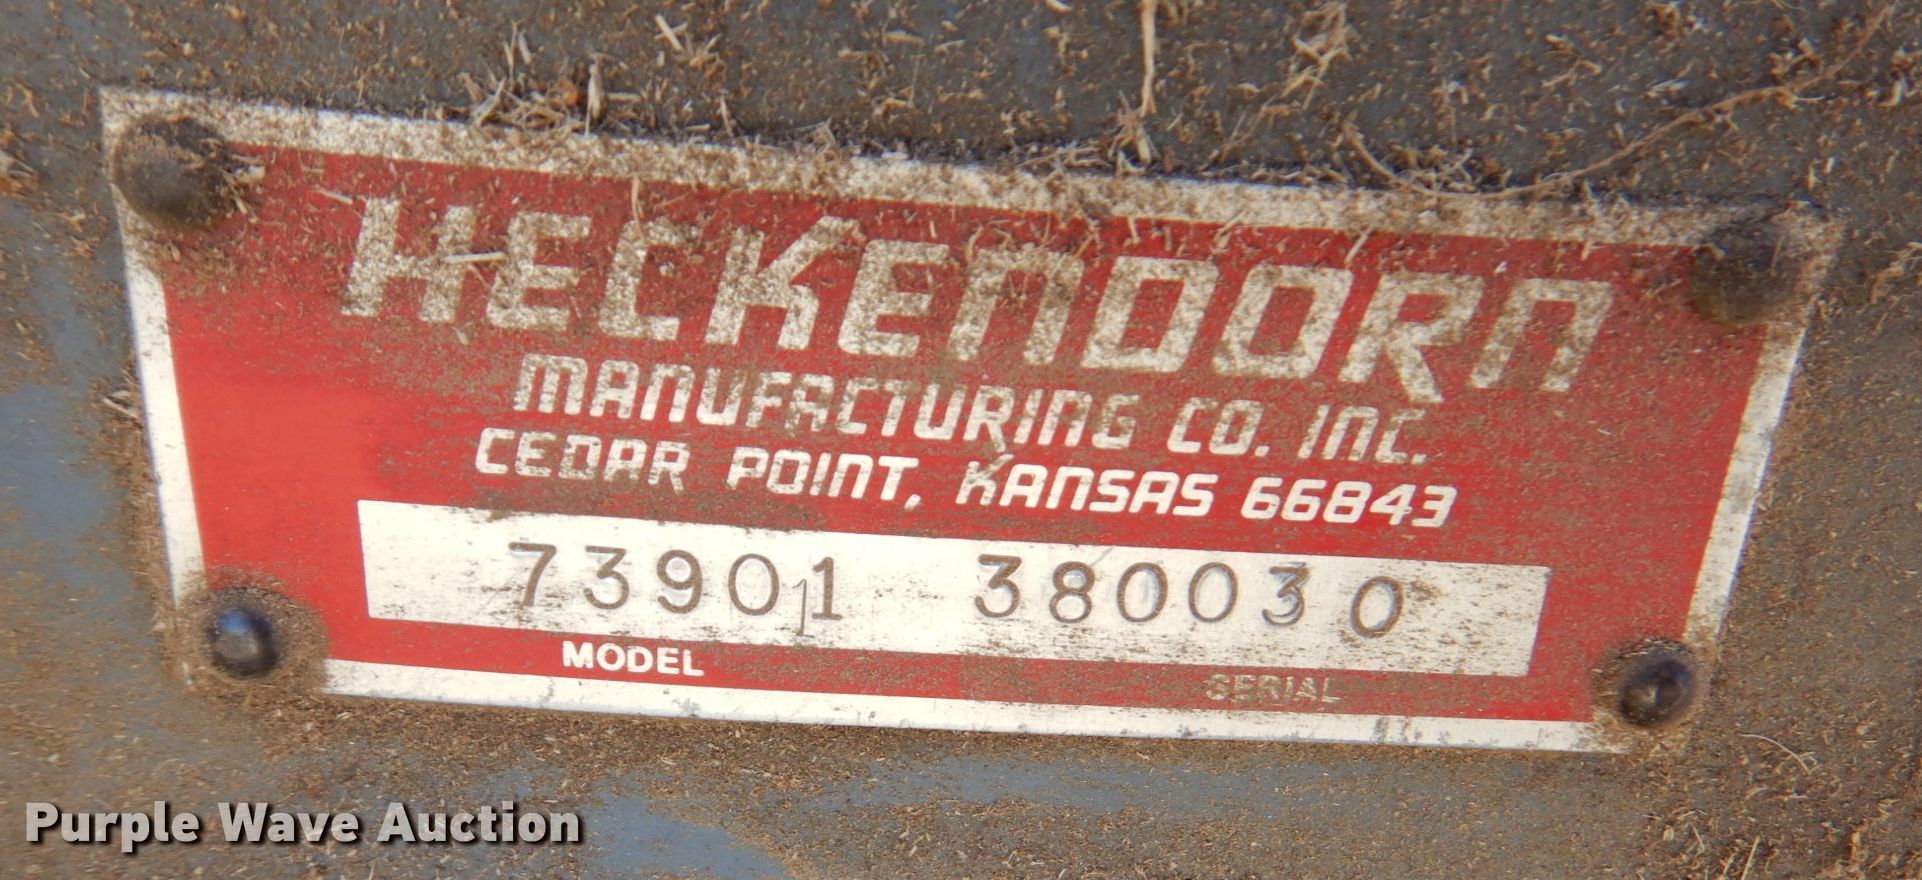 HECKENDORN
MANUFACTURING CO. INC.
CEDAR POINT, KANSAS 66843
73901 380030
MODEL SERIAL
Purple Wave Auction